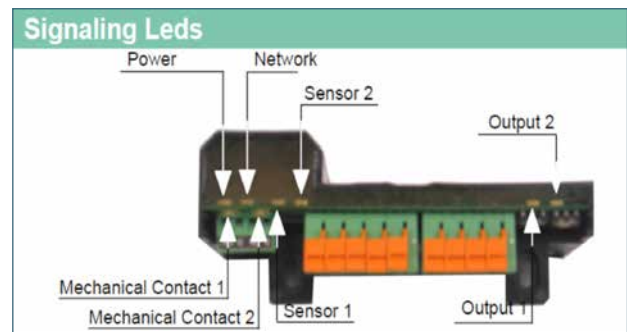 Signaling Leds
Power
Network
Sensor 2
Output 2
Mechanical Contact 1
Mechanical Contact 2
Sensor 1
Output 1